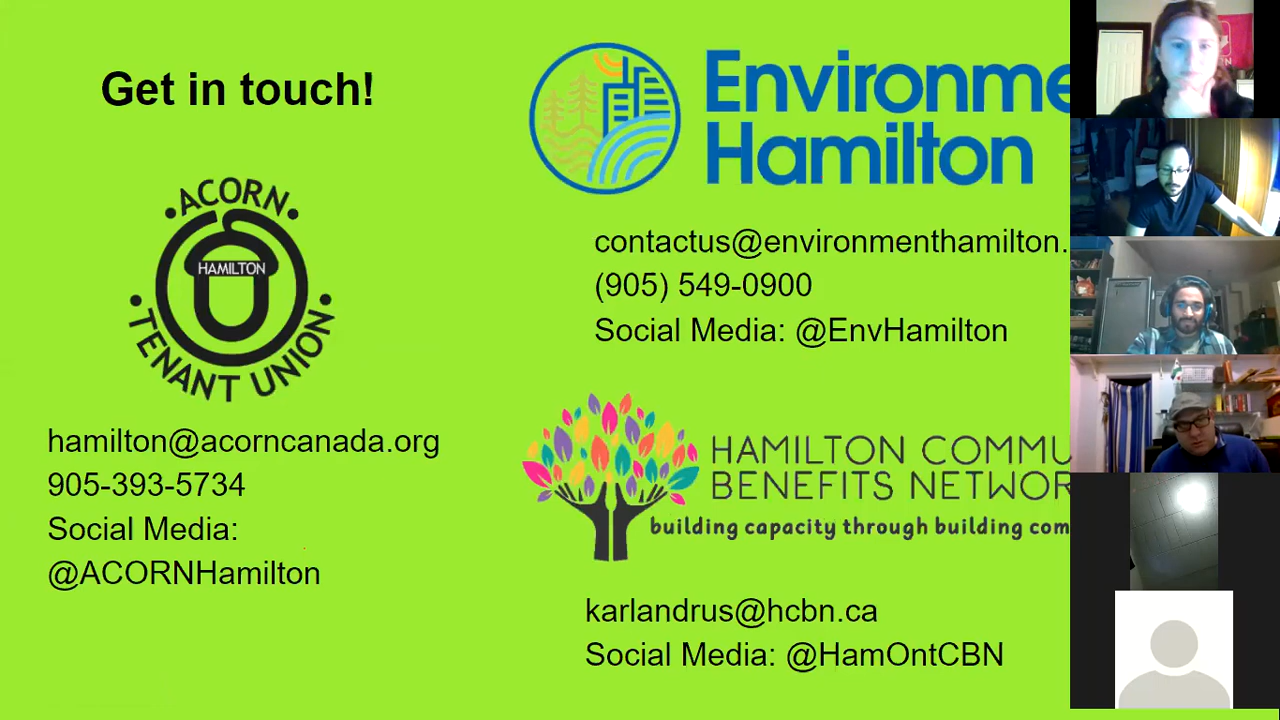 Get in touch!
ACORN
HAMILTON
TENANT UNION
hamilton@acorncanada.org
905-393-5734
Social Media:
@ACORNHamilton
Environme
Hamilton
contactus@environmenthamilton.
(905) 549-0900
Social Media: @EnvHamilton
HAMILTON COMMU
BENEFITS NETWOR
building capacity through building com
karlandrus@hcbn.ca
Social Media: @HamOntCBN